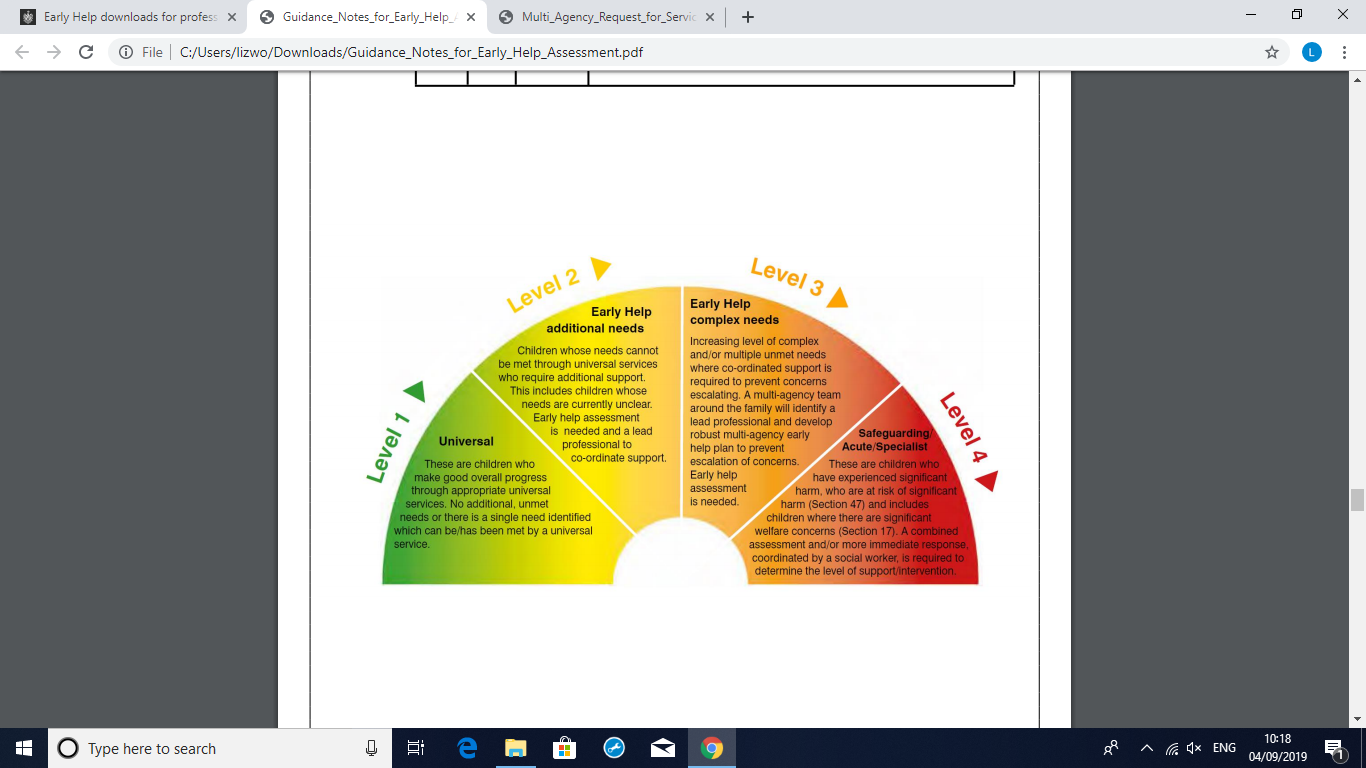 Early Help downloads for profess
Guidance_Notes_for_Early_Help_
Multi_Agency_Request_for_Servic
File
C:/Users/lizwo/Downloads/Guidance_Notes_for_Early_Help_Assessment.pdf
L
Level 1
Universal
These are children who
make good overall progress
through appropriate universal
services. No additional, unmet
needs or there is a single need identified
which can be/has been met by a universal
service.
Level 2
Early Help
additional needs
Children whose needs cannot
be met through universal services
who require additional support.
This includes children whose
needs are currently unclear.
Early help assessment
is needed and a lead
professional to
co-ordinate support.
Level 3
Early Help
complex needs
Increasing level of complex
and/or multiple unmet needs
where co-ordinated support is
required to prevent concerns
escalating. A multi-agency team
around the family will identify a
lead professional and develop
robust multi-agency early
help plan to prevent
escalation of concerns.
Early help
assessment
is needed.
Level 4
Safeguarding/
Acute/Specialist
These are children who
have experienced significant
harm, who are at risk of significant
harm (Section 47) and includes
children where there are significant
welfare concerns (Section 17). A combined
assessment and/or more immediate response,
coordinated by a social worker, is required to
determine the level of support/intervention.
Type here to search
ENG
10:18
04/09/2019
1